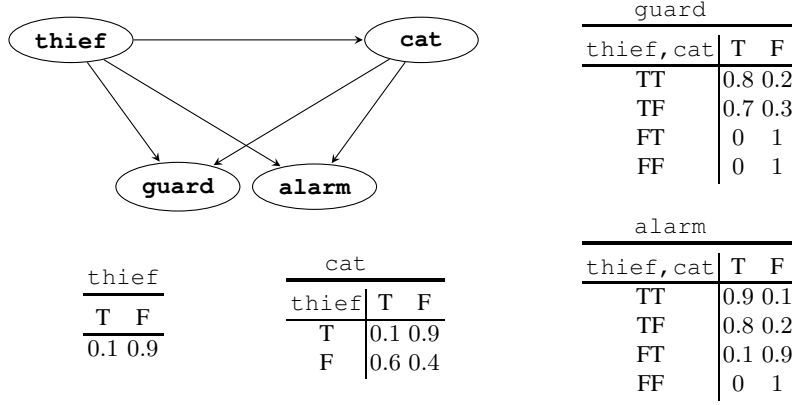 thief
cat
guard
alarm
guard
thief,cat T F
TT 0.8 0.2
TF 0.7 0.3
FT 0 1
FF 0 1
thief
T F
0.1 0.9
cat
thief T F
T 0.1 0.9
F 0.6 0.4
alarm
thief,cat T F
TT 0.9 0.1
TF 0.8 0.2
FT 0.1 0.9
FF 0 1